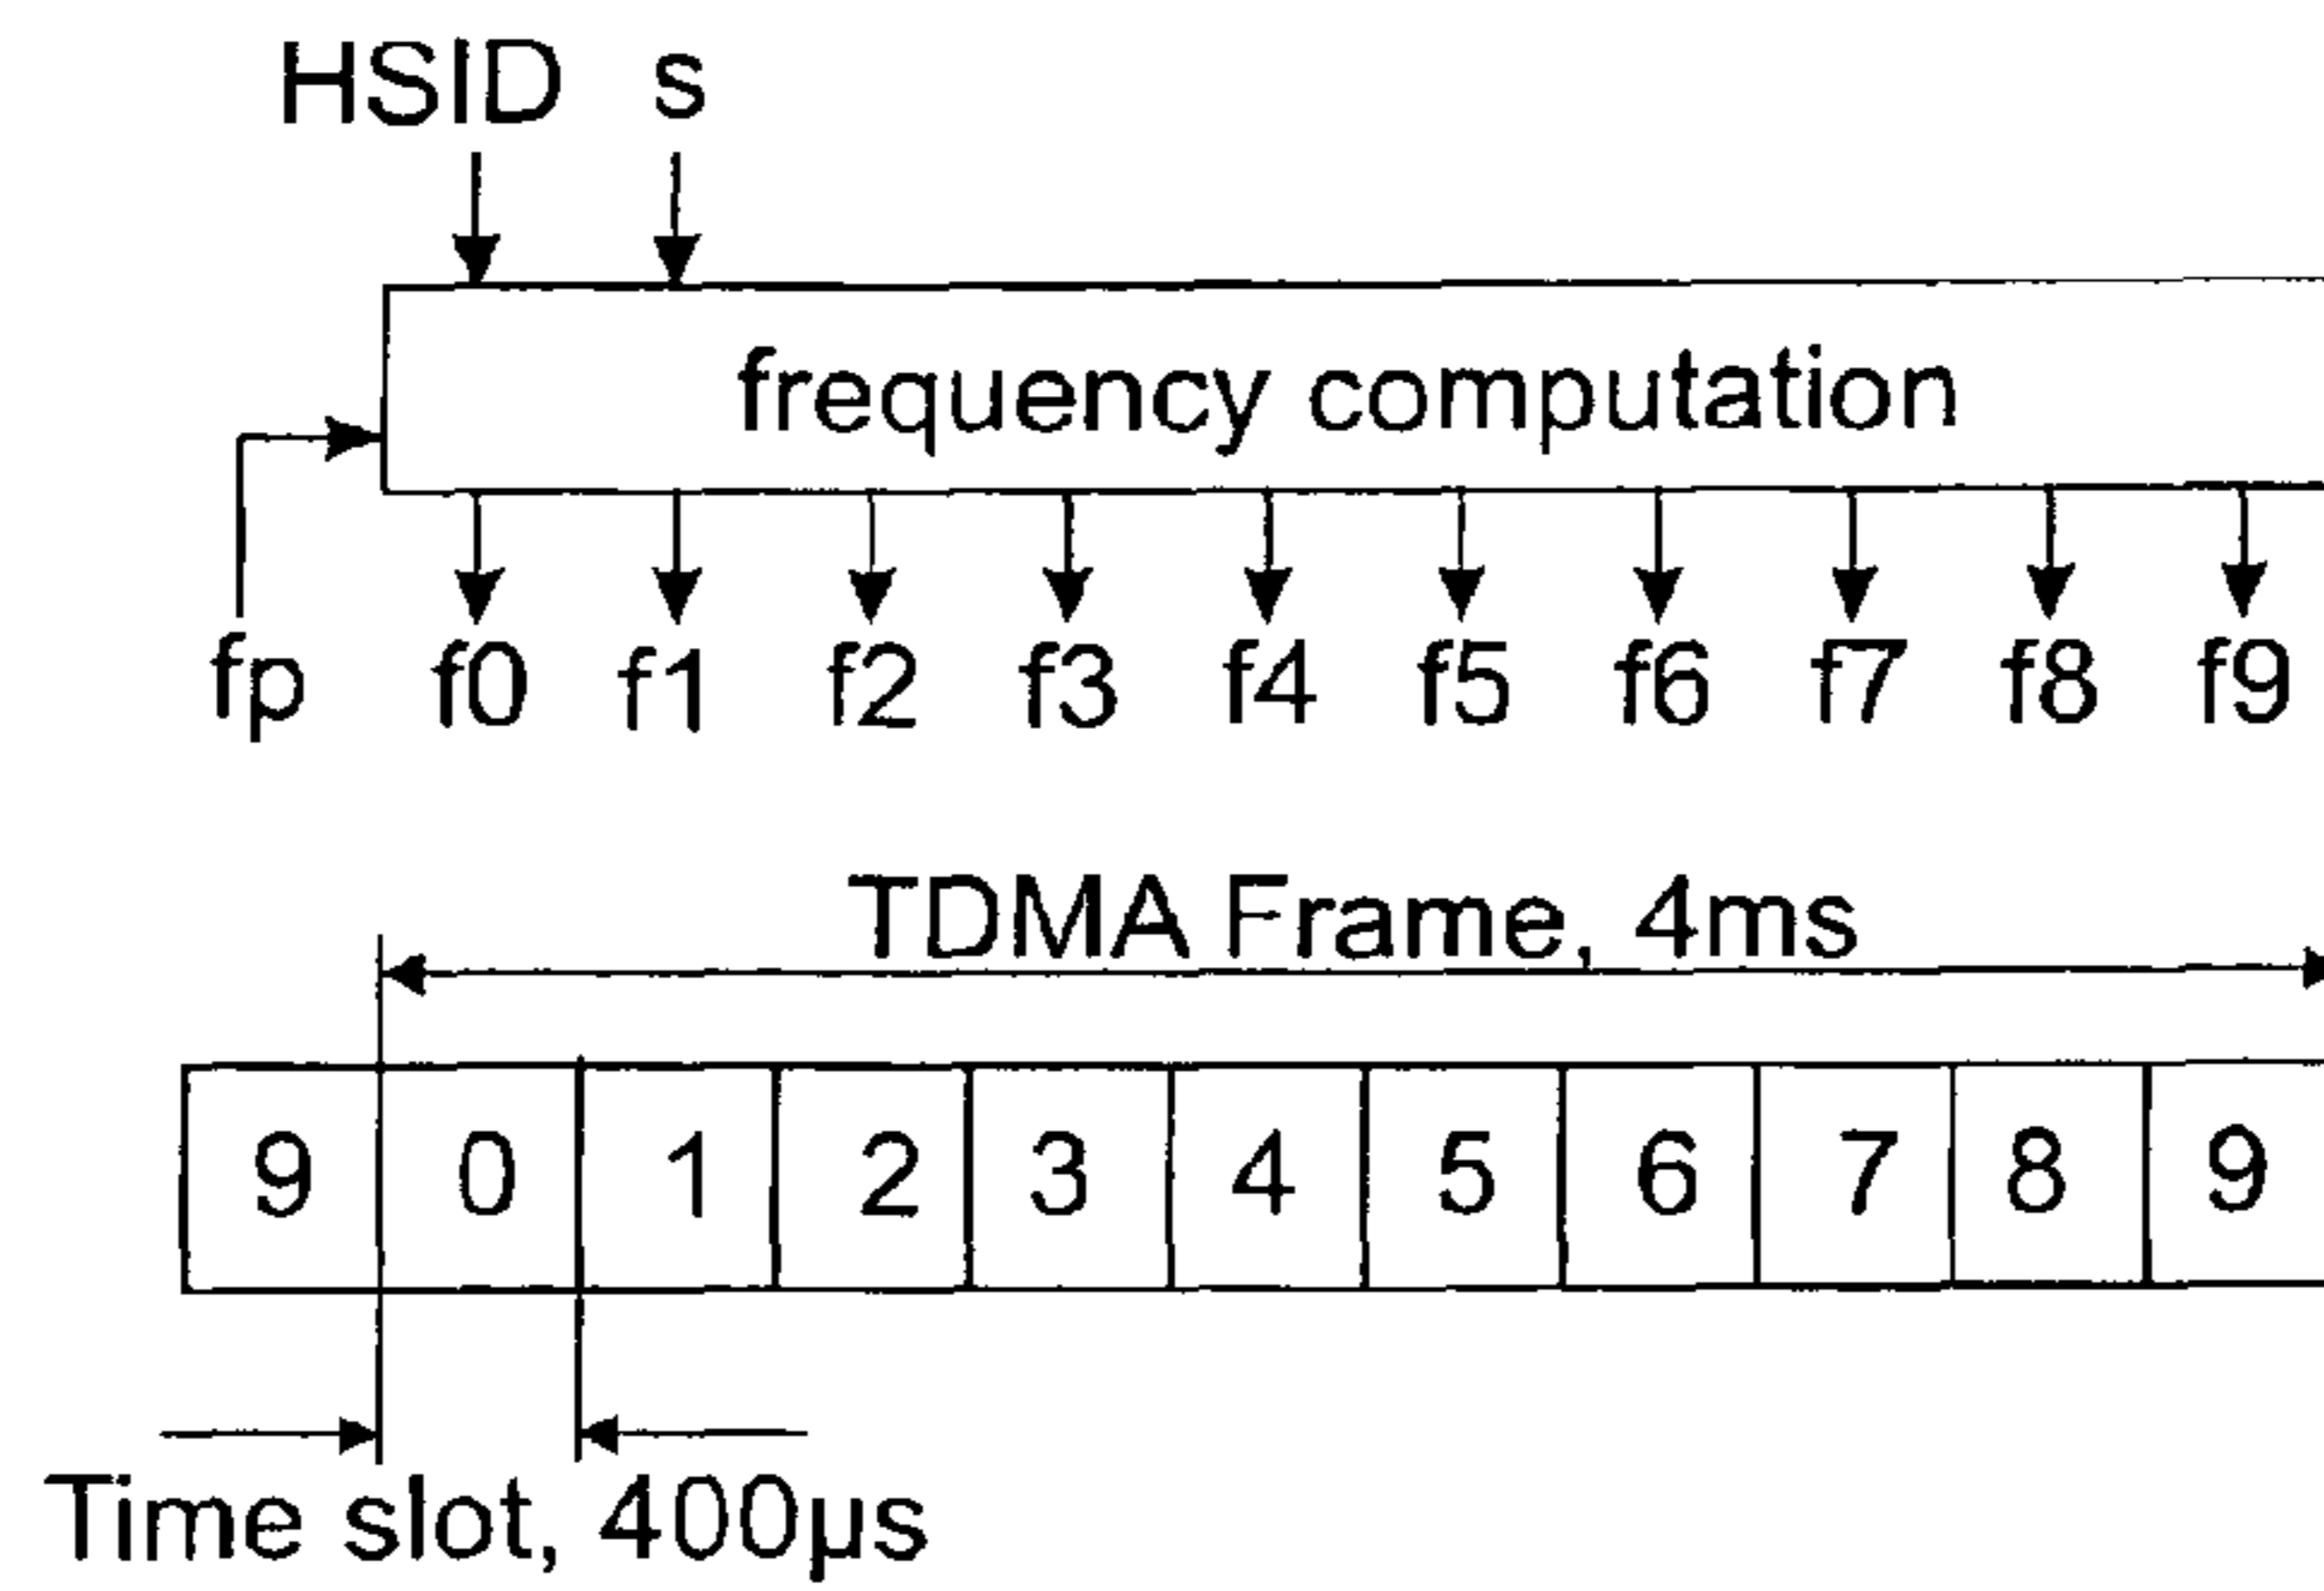 HSID s
frequency computation
fp f0 f1 f2 f3 f4 f5 f6 f7 f8 f9
TDMA Frame, 4ms
9 0 1 2 3 4 5 6 7 8 9
Time slot, 400µs